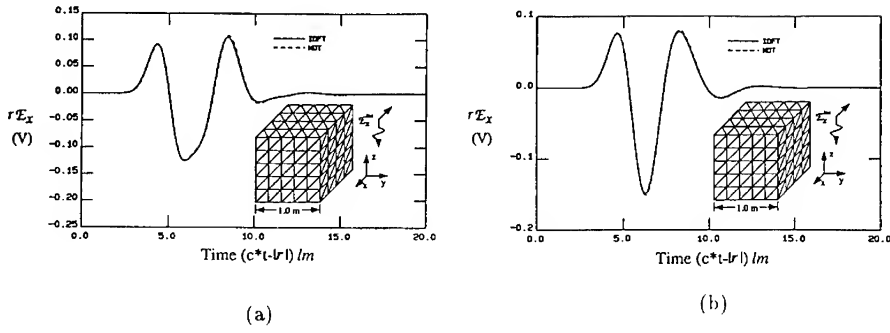 0.15
0.10
0.05
0.00
-0.05
-0.10
-0.15
-0.20
-0.25
r Ex
(V)
IDFT
MOT
z
y
x
1.0 m
0.0
5.0
10.0
15.0
20.0
Time (c*t-|r|) lm
(a)
0.1
0.0
-0.1
-0.2
r Ex
(V)
IDFT
MOT
z
y
x
1.0 m
0.0
5.0
10.0
15.0
20.0
Time (c*t-|r|) lm
(b)